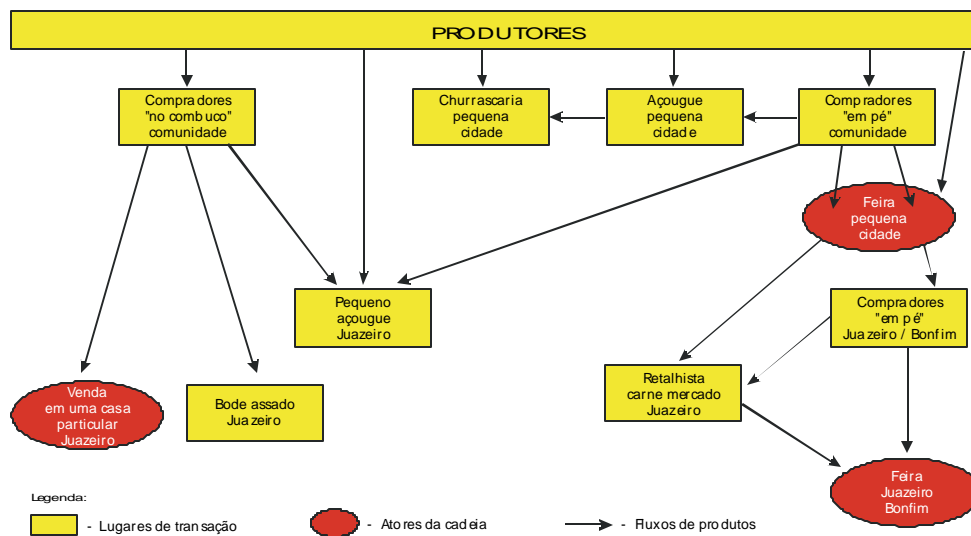 PRODUTORES
Compradores
"no combuco"
comunidade
Churrascaria
pequena
cidade
Açougue
pequena
cidade
Compradores
"em pé"
comunidade
Feira
pequena
cidade
Pequeno
açougue
Juazeiro
Compradores
"em pé"
Juazeiro / Bonfim
Venda
em uma casa
particular
Juazeiro
Bode assado
Juazeiro
Retalhista
carne mercado
Juazeiro
Feira
Juazeiro
Bonfim
Legenda:
- Lugares de transação
- Atores da cadeia
- Fluxos de produtos